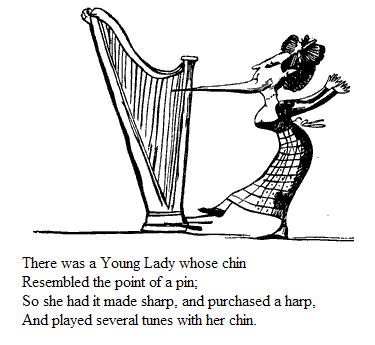 There was a Young Lady whose chin
Resembled the point of a pin;
So she had it made sharp, and purchased a harp,
And played several tunes with her chin.